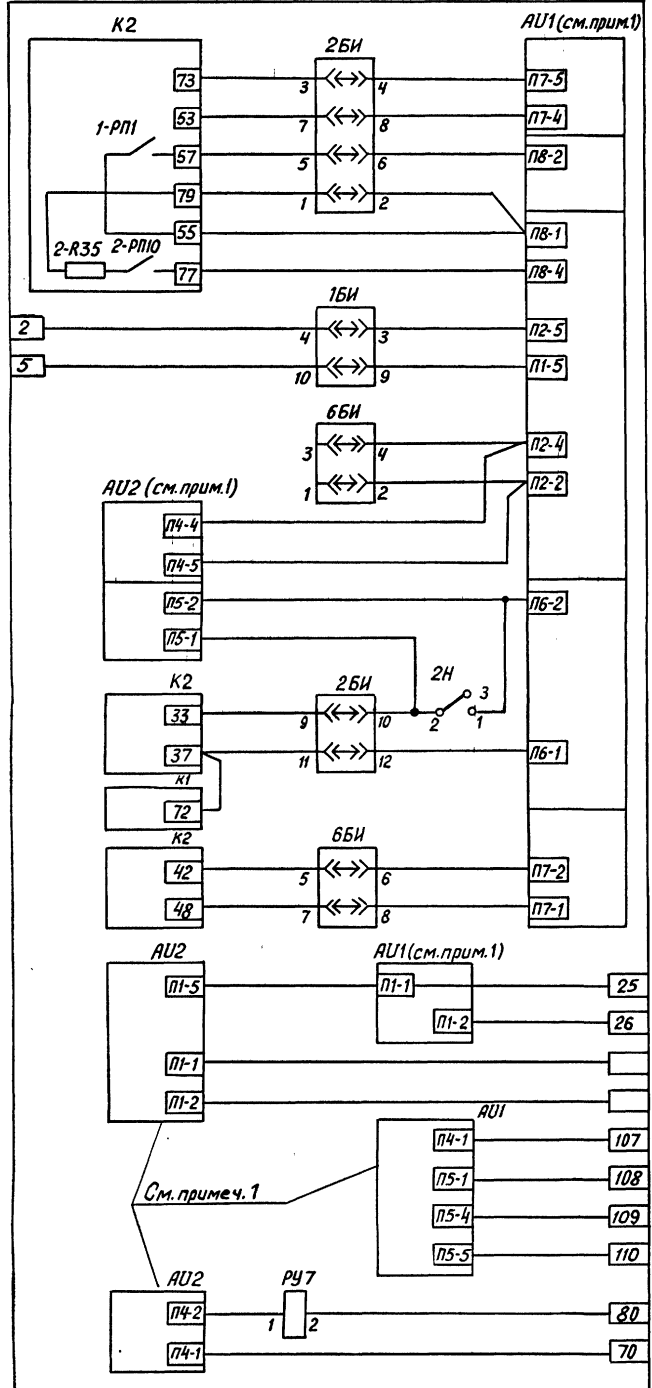 К2
AU1(см.прим.1)
2БИ
73 3 4 П7-5
53 7 8 П7-4
1-РП1
57 5 6 П8-2
79 1 2
55 П8-1
2-R35 2-РП10
77 П8-4
1БИ
2 4 3 П2-5
5 10 9 П1-5
6БИ
3 4 П2-4
1 2 П2-2
AU2 (см.прим.1)
П4-4
П4-5
П5-2 П6-2
П5-1
К2 2БИ 2Н
33 9 10 2 3 1
37 11 12 П6-1
К1
72
К2 6БИ
42 5 6 П7-2
48 7 8 П7-1
AU2 AU1(см.прим.1)
П1-5 П1-1 25
П1-2 26
П1-1
П1-2
AU1
П4-1 107
П5-1 108
См.примеч.1
П5-4 109
П5-5 110
AU2 РУ7
П4-2 1 2 80
П4-1 70